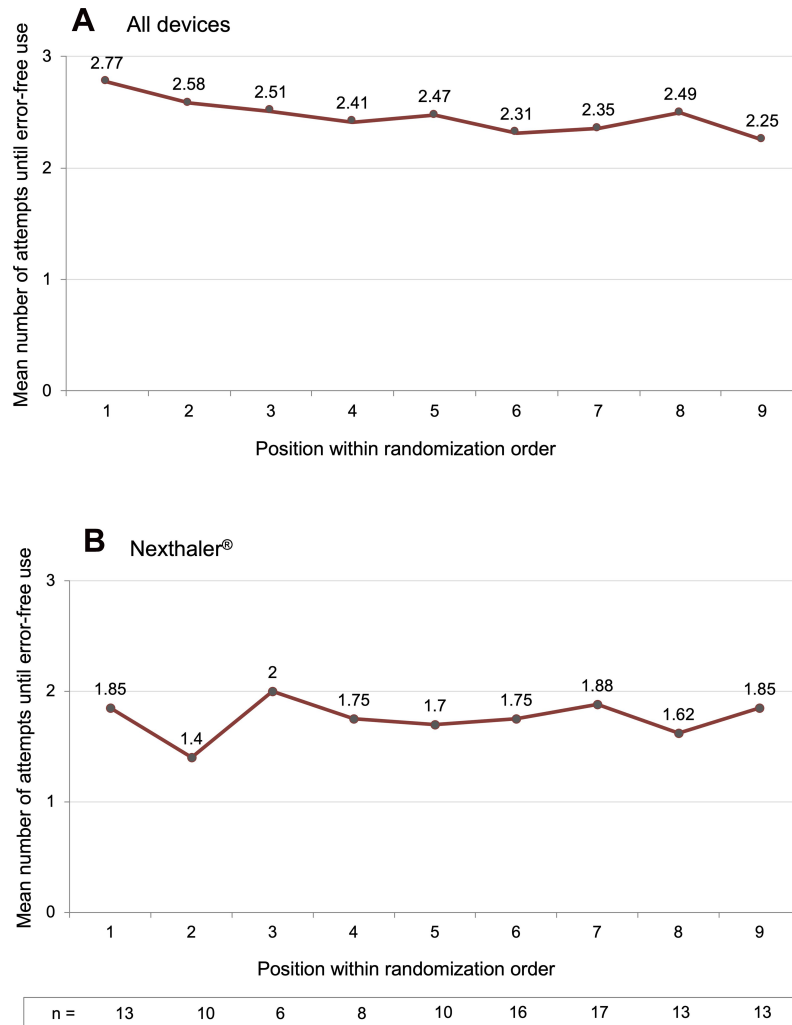 A All devices
Mean number of attempts until error-free use
3
2
1
0
2.77
2.58
2.51
2.41
2.47
2.31
2.35
2.49
2.25
1 2 3 4 5 6 7 8 9
Position within randomization order
B Nexthaler®
Mean number of attempts until error-free use
3
2
1
0
1.85
1.4
2
1.75
1.7
1.75
1.88
1.62
1.85
1 2 3 4 5 6 7 8 9
Position within randomization order
n = 13 10 6 8 10 16 17 13 13